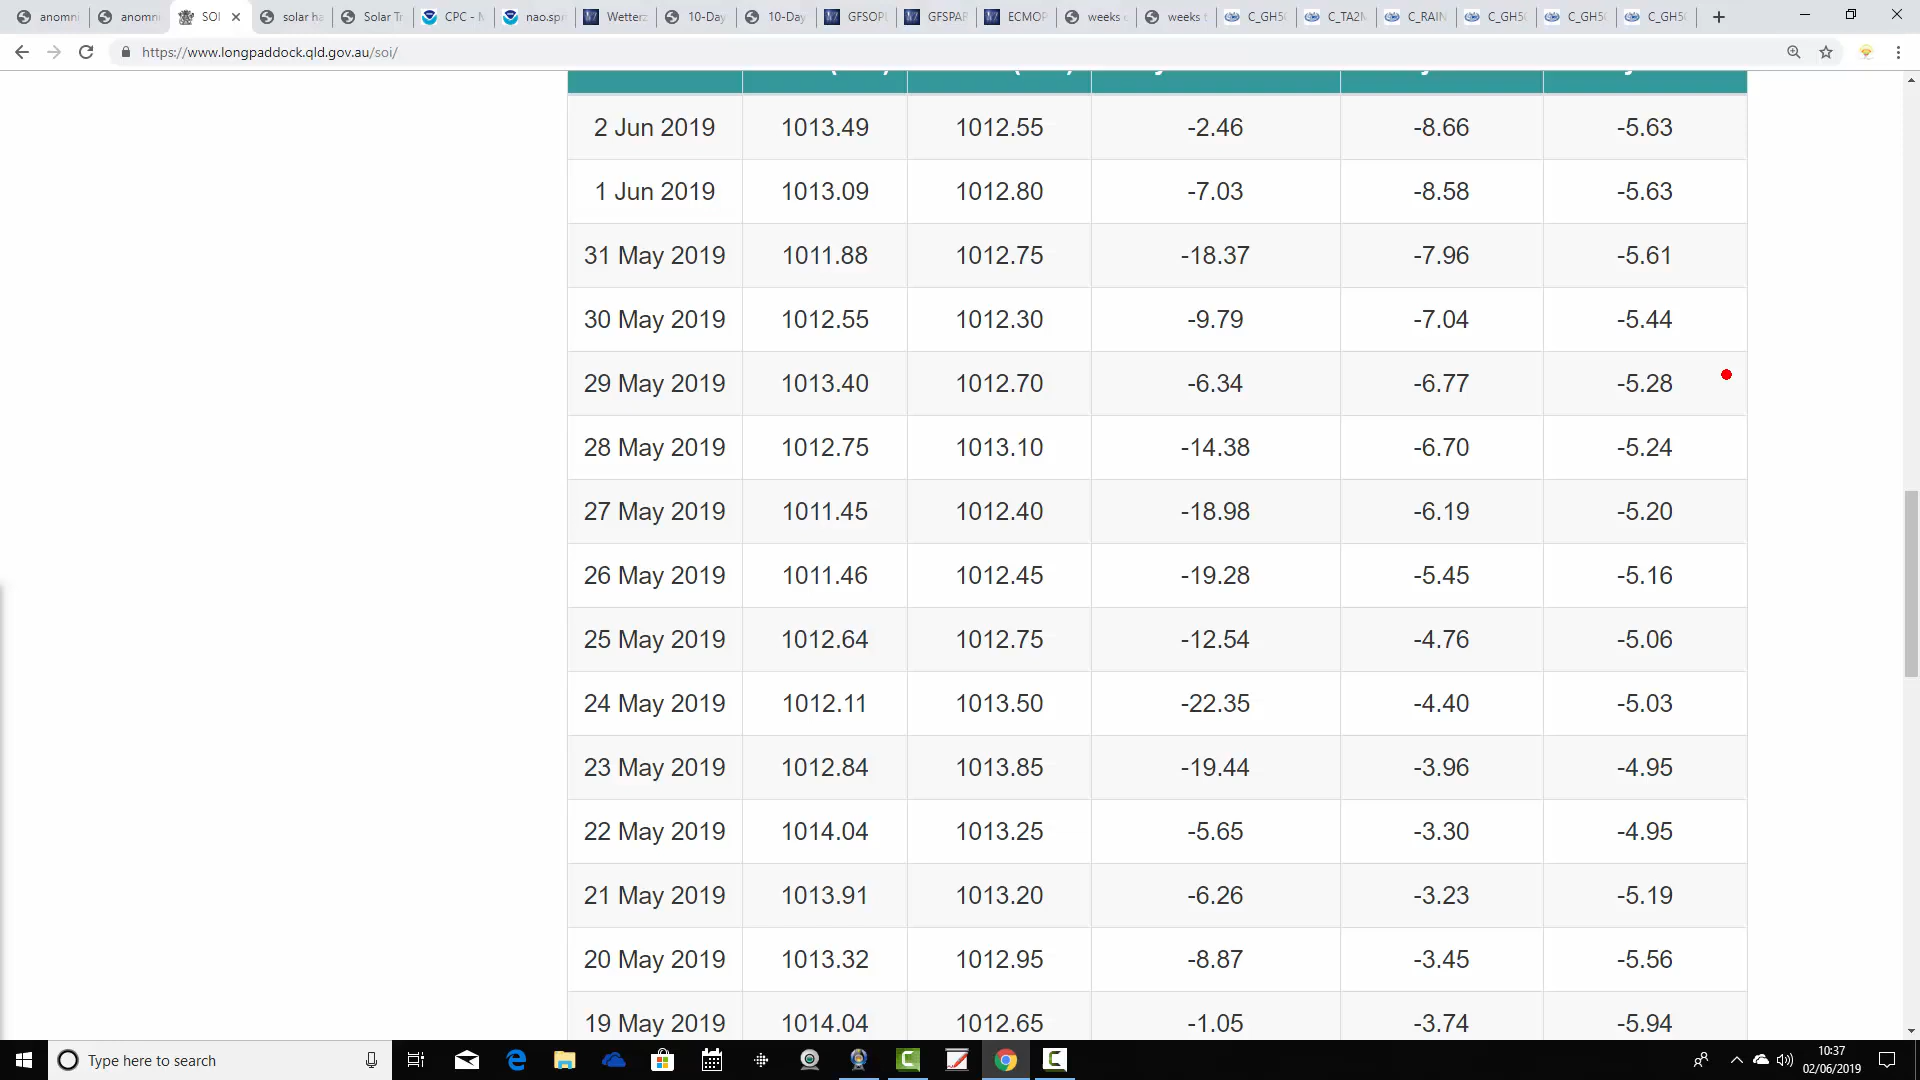 anomni
anomni
SOI
solar ha
Solar Tr
CPC - M
nao.spr
Wetterz
10-Day
10-Day
GFSOPL
GFSPAR
ECMOP
weeks
weeks t
C_GH50
C_TA2M
C_RAIN
C_GH50
C_GH50
C_GH50
https://www.longpaddock.qld.gov.au/soi/
2 Jun 2019 1013.49 1012.55 -2.46 -8.66 -5.63
1 Jun 2019 1013.09 1012.80 -7.03 -8.58 -5.63
31 May 2019 1011.88 1012.75 -18.37 -7.96 -5.61
30 May 2019 1012.55 1012.30 -9.79 -7.04 -5.44
29 May 2019 1013.40 1012.70 -6.34 -6.77 -5.28
28 May 2019 1012.75 1013.10 -14.38 -6.70 -5.24
27 May 2019 1011.45 1012.40 -18.98 -6.19 -5.20
26 May 2019 1011.46 1012.45 -19.28 -5.45 -5.16
25 May 2019 1012.64 1012.75 -12.54 -4.76 -5.06
24 May 2019 1012.11 1013.50 -22.35 -4.40 -5.03
23 May 2019 1012.84 1013.85 -19.44 -3.96 -4.95
22 May 2019 1014.04 1013.25 -5.65 -3.30 -4.95
21 May 2019 1013.91 1013.20 -6.26 -3.23 -5.19
20 May 2019 1013.32 1012.95 -8.87 -3.45 -5.56
19 May 2019 1014.04 1012.65 -1.05 -3.74 -5.94
Type here to search
10:37
02/06/2019